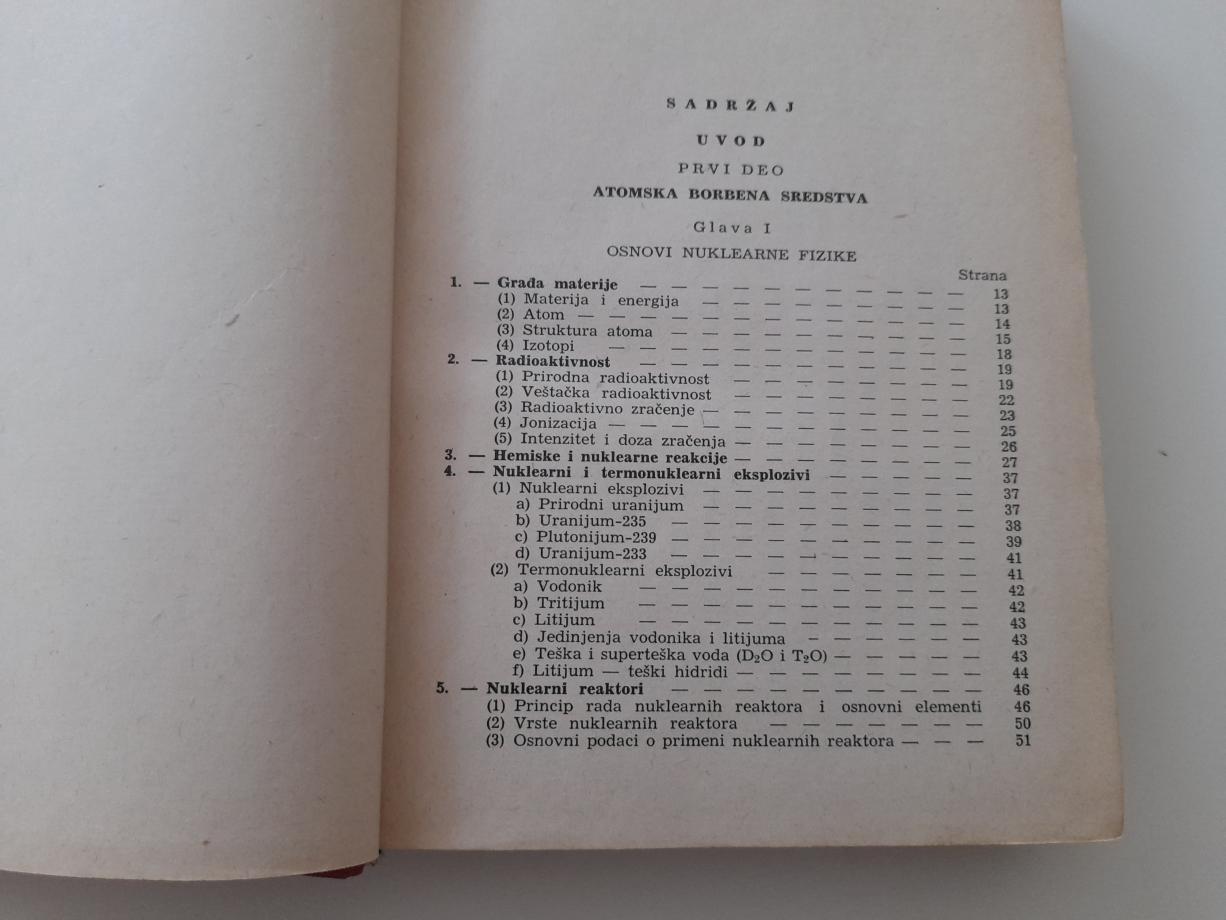 SADRŽAJ
UVOD
PRVI DEO
ATOMSKA BORBENA SREDSTVA
Glava I
OSNOVI NUKLEARNE FIZIKE
Strana
1. — Građa materije — — — — — — — — — — 13
(1) Materija i energija — — — — — — — — 13
(2) Atom — — — — — — — — — — — — 14
(3) Struktura atoma — — — — — — — — — 15
(4) Izotopi — — — — — — — — — — — 18
2. — Radioaktivnost — — — — — — — — — — 19
(1) Prirodna radioaktivnost — — — — — — — — 19
(2) Veštačka radioaktivnost — — — — — — — — 22
(3) Radioaktivno zračenje — — — — — — — — — 23
(4) Jonizacija — — — — — — — — — — — — 25
(5) Intenzitet i doza zračenja — — — — — — — — 26
3. — Hemiske i nuklearne reakcije — — — — — — — — 27
4. — Nuklearni i termonuklearni eksplozivi — — — — — 37
(1) Nuklearni eksplozivi — — — — — — — — — 37
a) Prirodni uranijum — — — — — — — — — 37
b) Uranijum-235 — — — — — — — — — — 38
c) Plutonijum-239 — — — — — — — — — — 39
d) Uranijum-233 — — — — — — — — — — 41
(2) Termonuklearni eksplozivi — — — — — — — 41
a) Vodonik — — — — — — — — — — — 42
b) Tritijum — — — — — — — — — — — 42
c) Litijum — — — — — — — — — — — 43
d) Jedinjenja vodonika i litijuma – — — — — — 43
e) Teška i superteška voda (D₂O i T₂O) — — — — — 43
f) Litijum — teški hidridi — — — — — — — — 44
5. — Nuklearni reaktori — — — — — — — — — — 46
(1) Princip rada nuklearnih reaktora i osnovni elementi 46
(2) Vrste nuklearnih reaktora — — — — — — — 50
(3) Osnovni podaci o primeni nuklearnih reaktora — — — 51